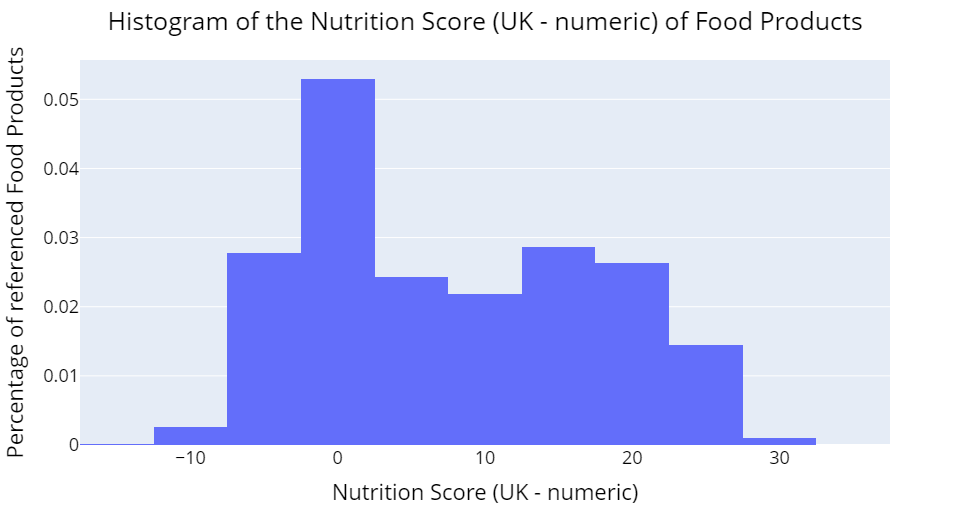 Histogram of the Nutrition Score (UK - numeric) of Food Products
Percentage of referenced Food Products
0.05
0.04
0.03
0.02
0.01
0
−10 0 10 20 30
Nutrition Score (UK - numeric)